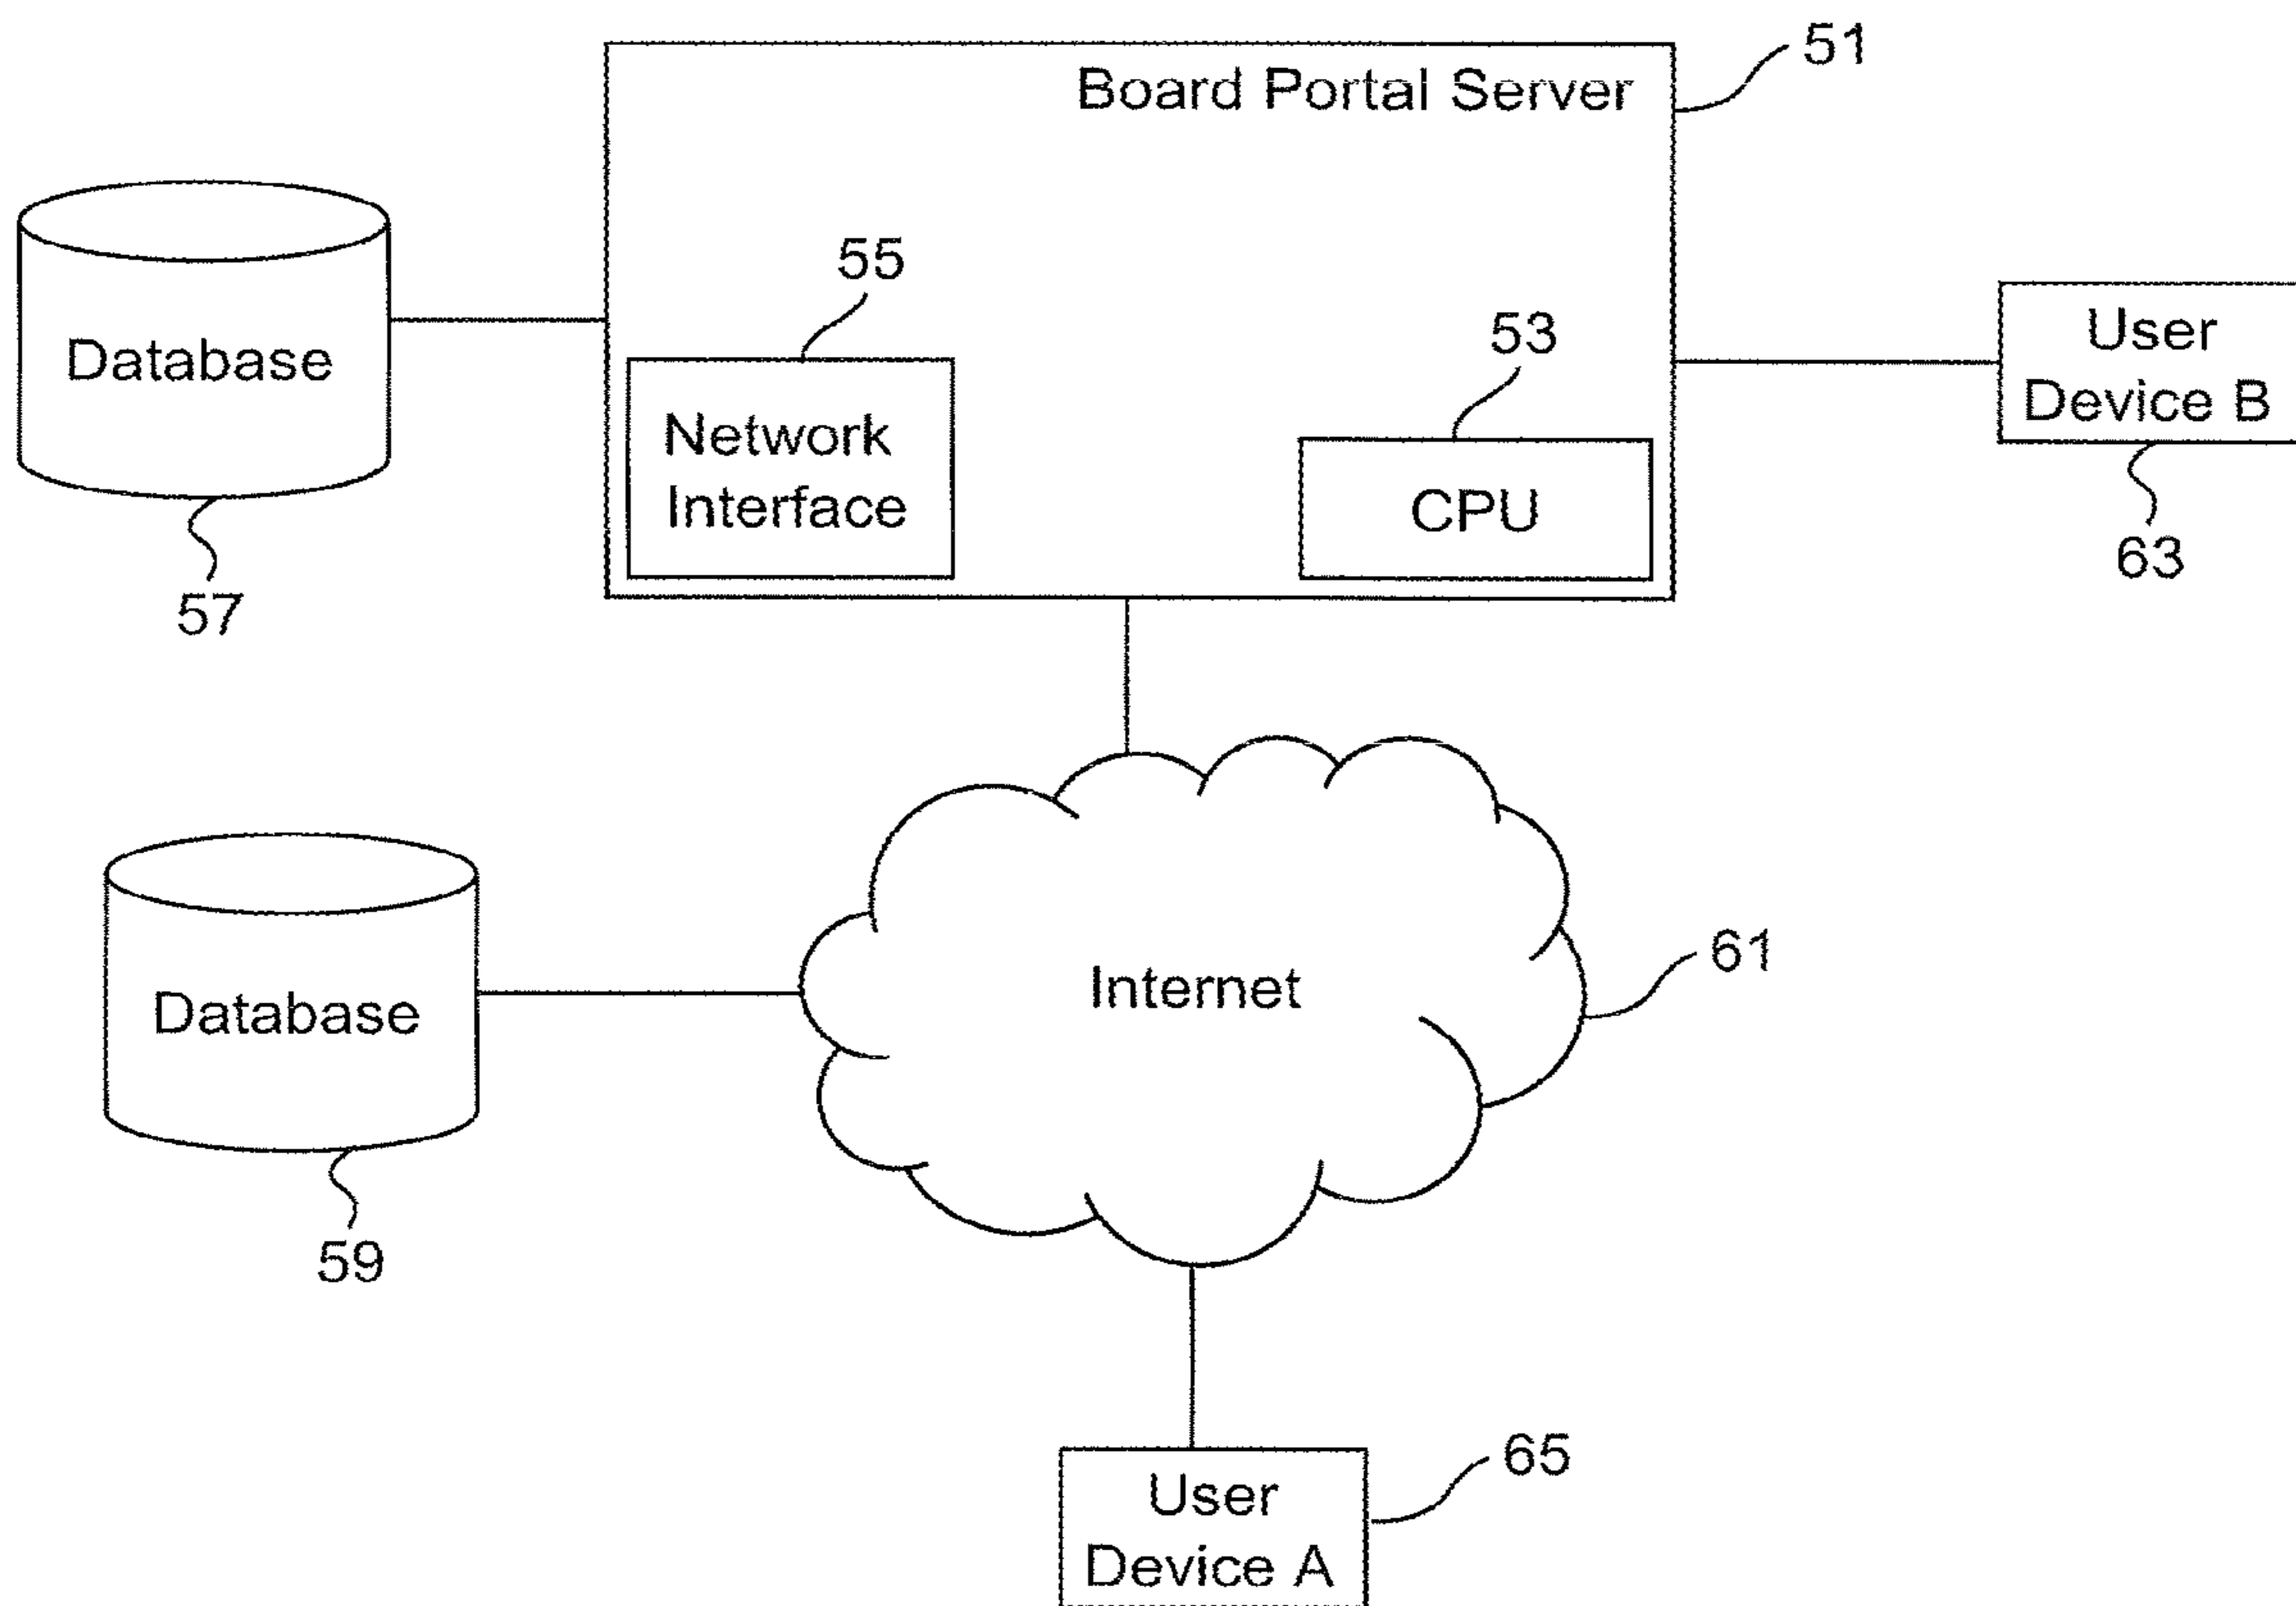 51
Board Portal Server
55
53
Database
Network
Interface
CPU
User
Device B
57
63
Internet
61
Database
59
65
User
Device A